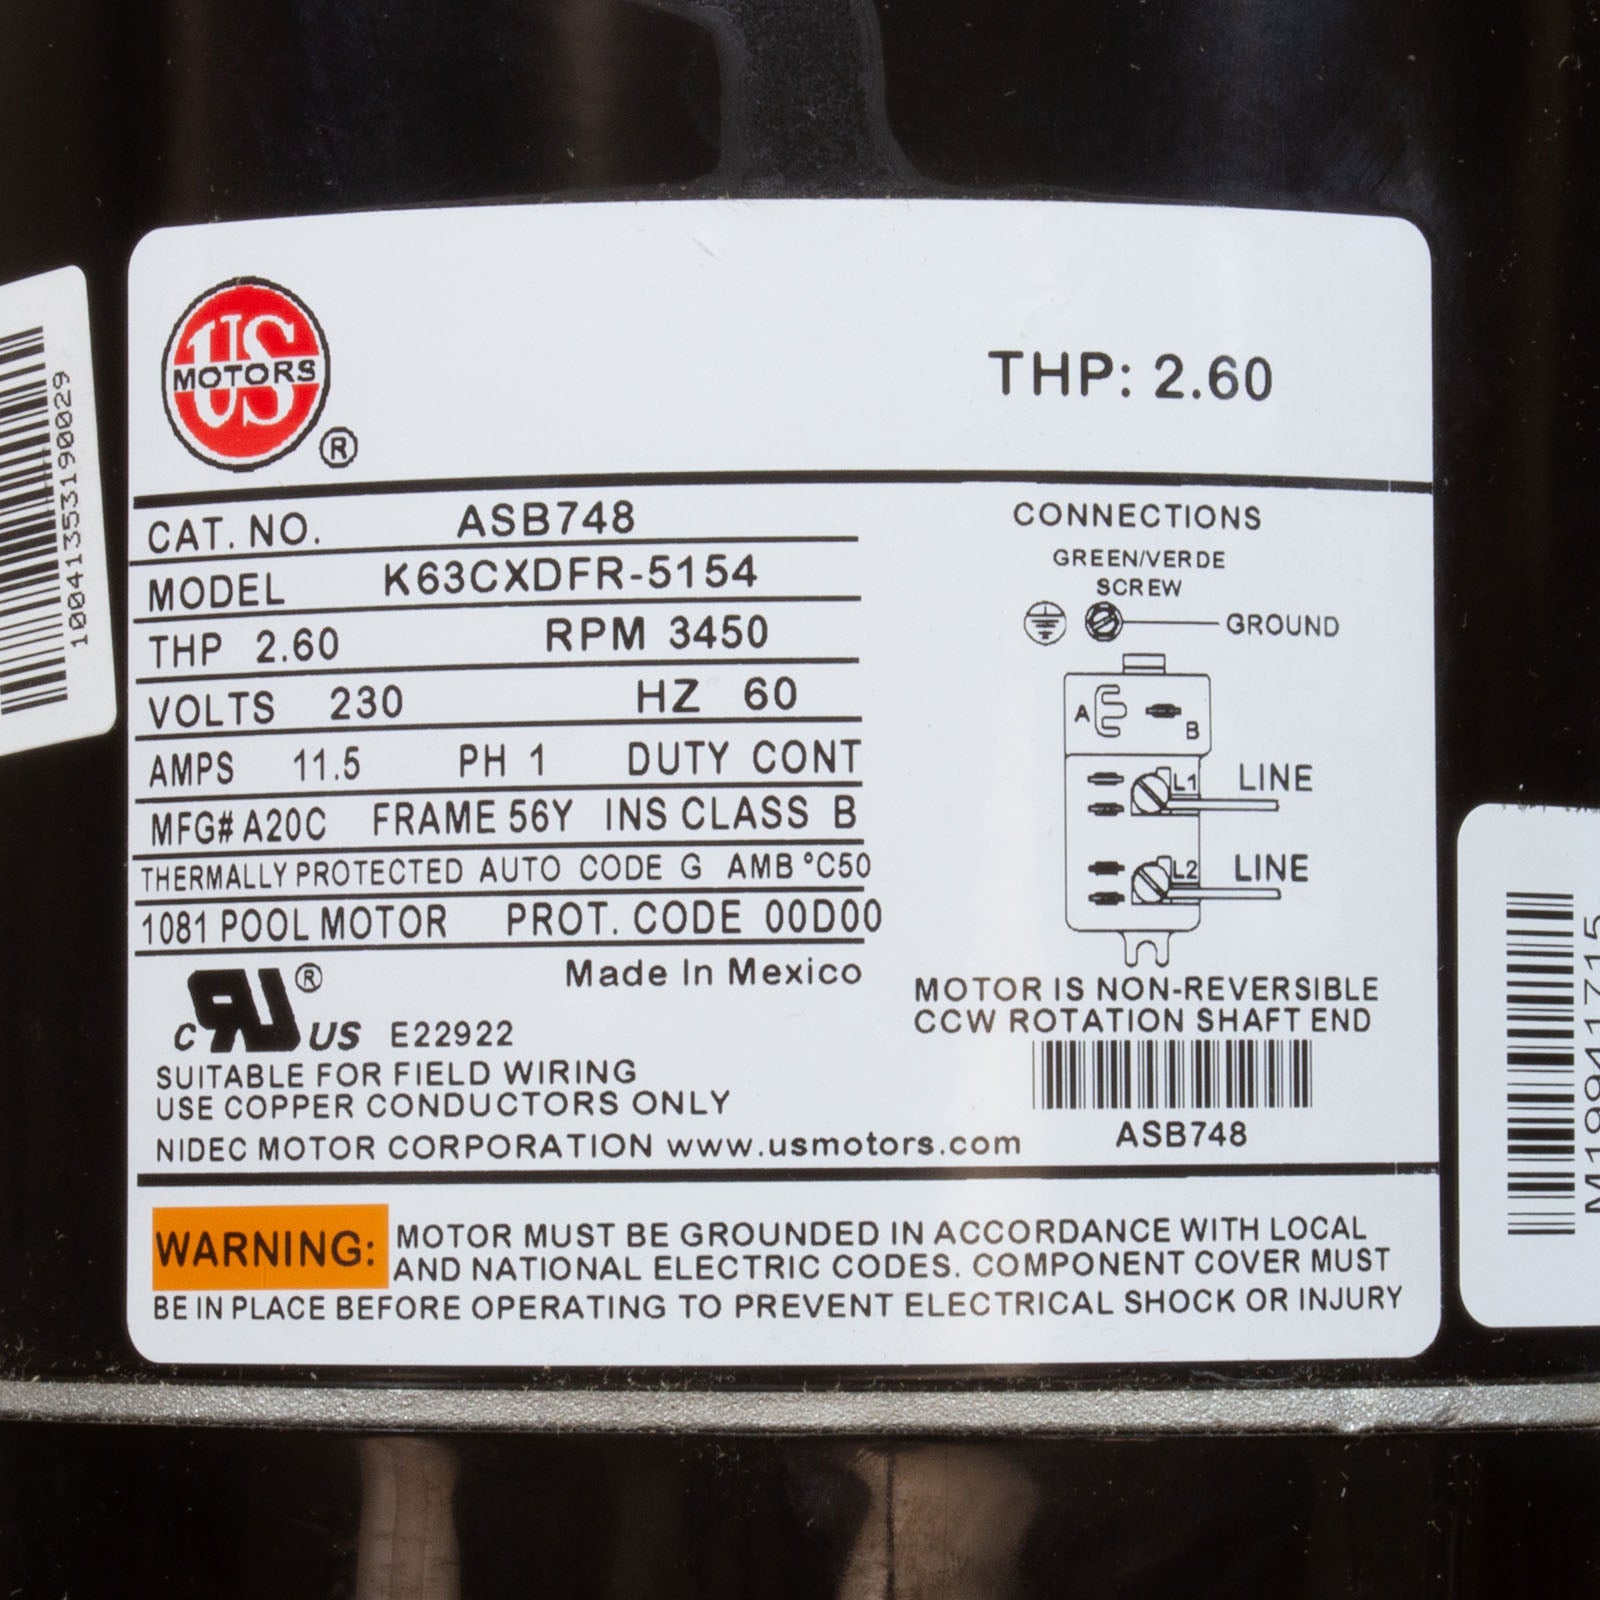 US
MOTORS
®
THP: 2.60
CAT. NO. ASB748
MODEL K63CXDFR-5154
THP 2.60 RPM 3450
VOLTS 230 HZ 60
AMPS 11.5 PH 1 DUTY CONT
MFG# A20C FRAME 56Y INS CLASS B
THERMALLY PROTECTED AUTO CODE G AMB °C50
1081 POOL MOTOR PROT. CODE 00D00
Made In Mexico
c RU ® US E22922
SUITABLE FOR FIELD WIRING
USE COPPER CONDUCTORS ONLY
NIDEC MOTOR CORPORATION www.usmotors.com
CONNECTIONS
GREEN/VERDE
SCREW
GROUND
A
B
L1 LINE
L2 LINE
MOTOR IS NON-REVERSIBLE
CCW ROTATION SHAFT END
ASB748
WARNING: MOTOR MUST BE GROUNDED IN ACCORDANCE WITH LOCAL
AND NATIONAL ELECTRIC CODES. COMPONENT COVER MUST
BE IN PLACE BEFORE OPERATING TO PREVENT ELECTRICAL SHOCK OR INJURY
10041353190029
M19941715